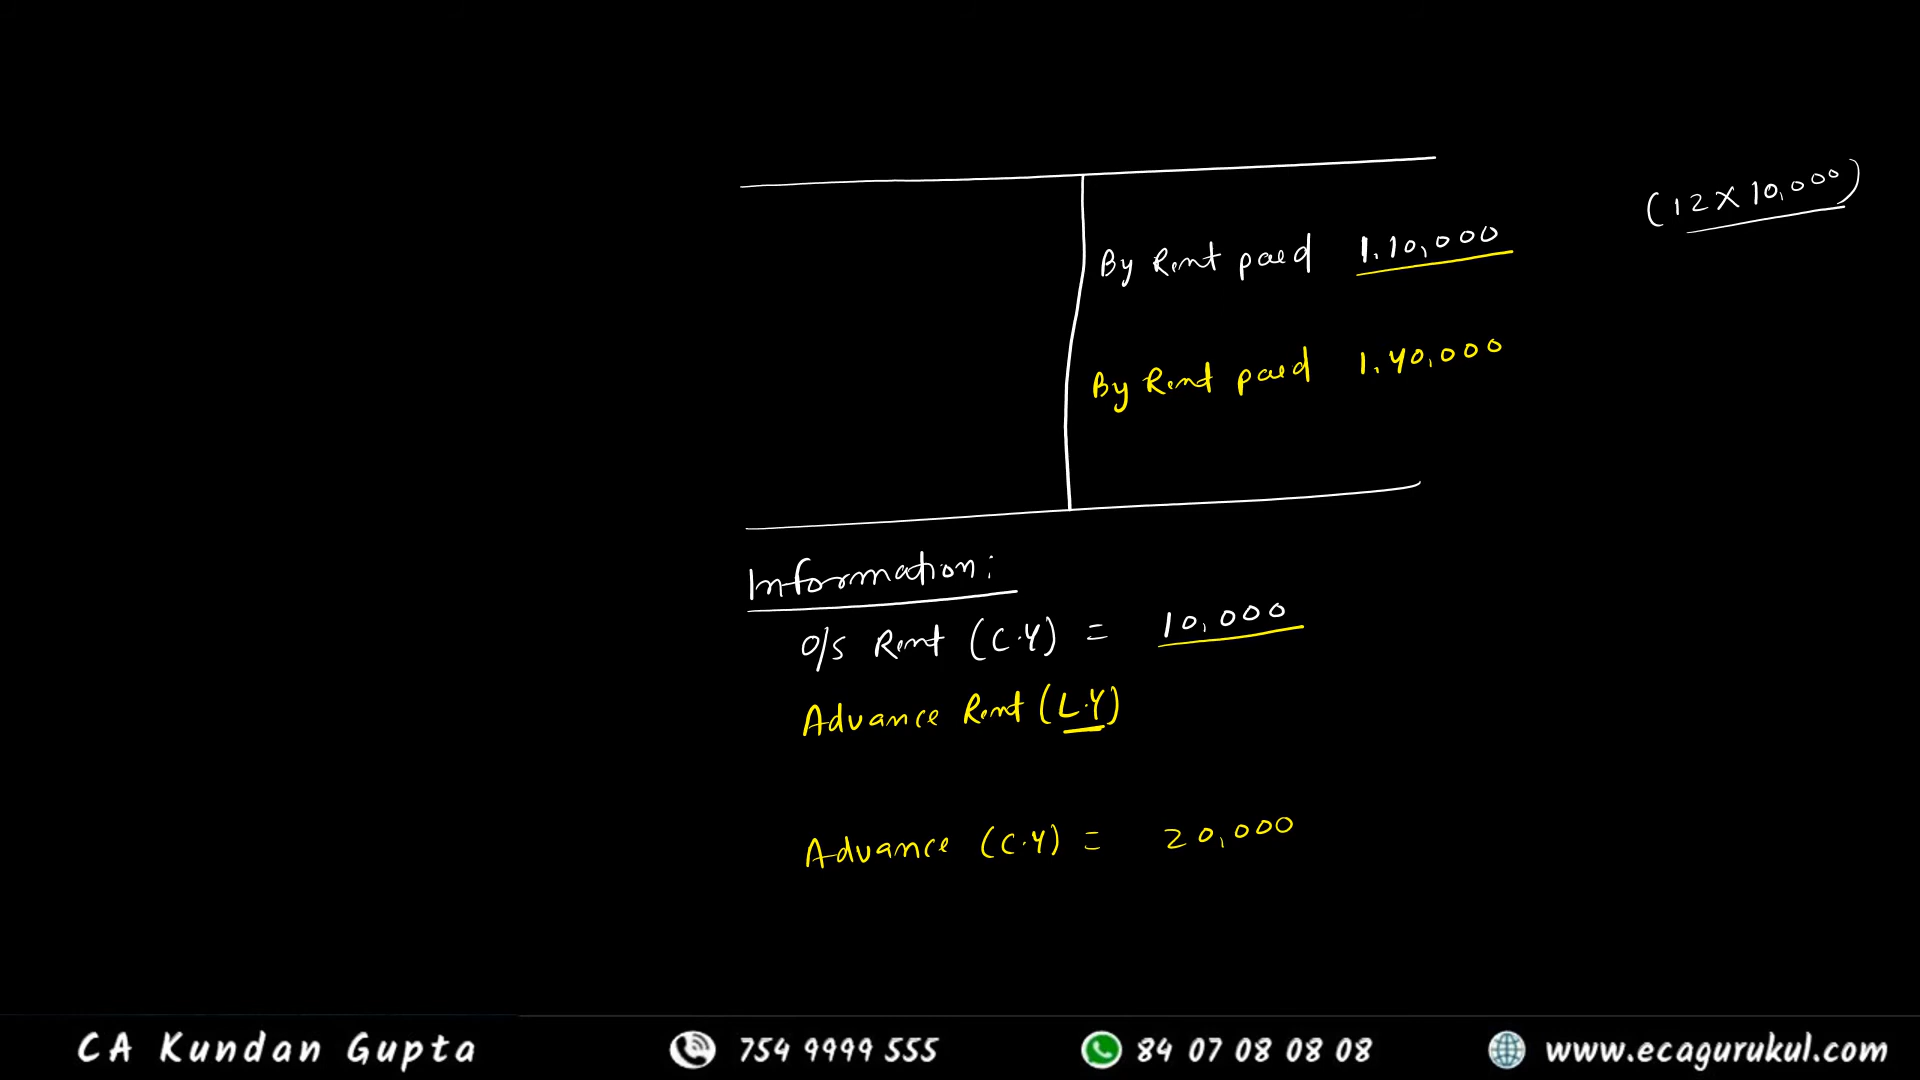 (12 X 10,000)
By Rent paid 1,10,000
By Rent paid 1,40,000
Information:
O/S Rent (C.Y) = 10,000
Advance Rent (L.Y)
Advance (C.Y) = 20,000
CA Kundan Gupta 754 9999 555 84 07 08 08 08 www.ecagurukul.com